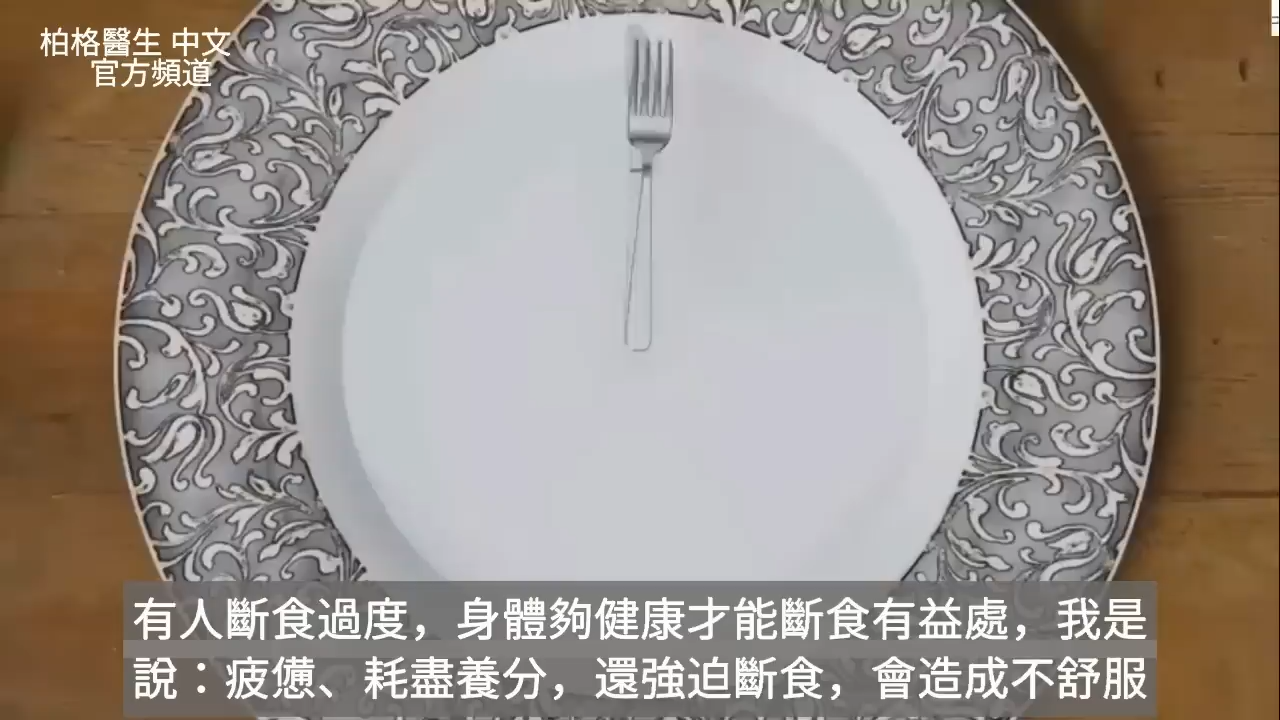 柏格醫生 中文
官方頻道
有人斷食過度，身體夠健康才能斷食有益處，我是
說：疲憊、耗盡養分，還強迫斷食，會造成不舒服